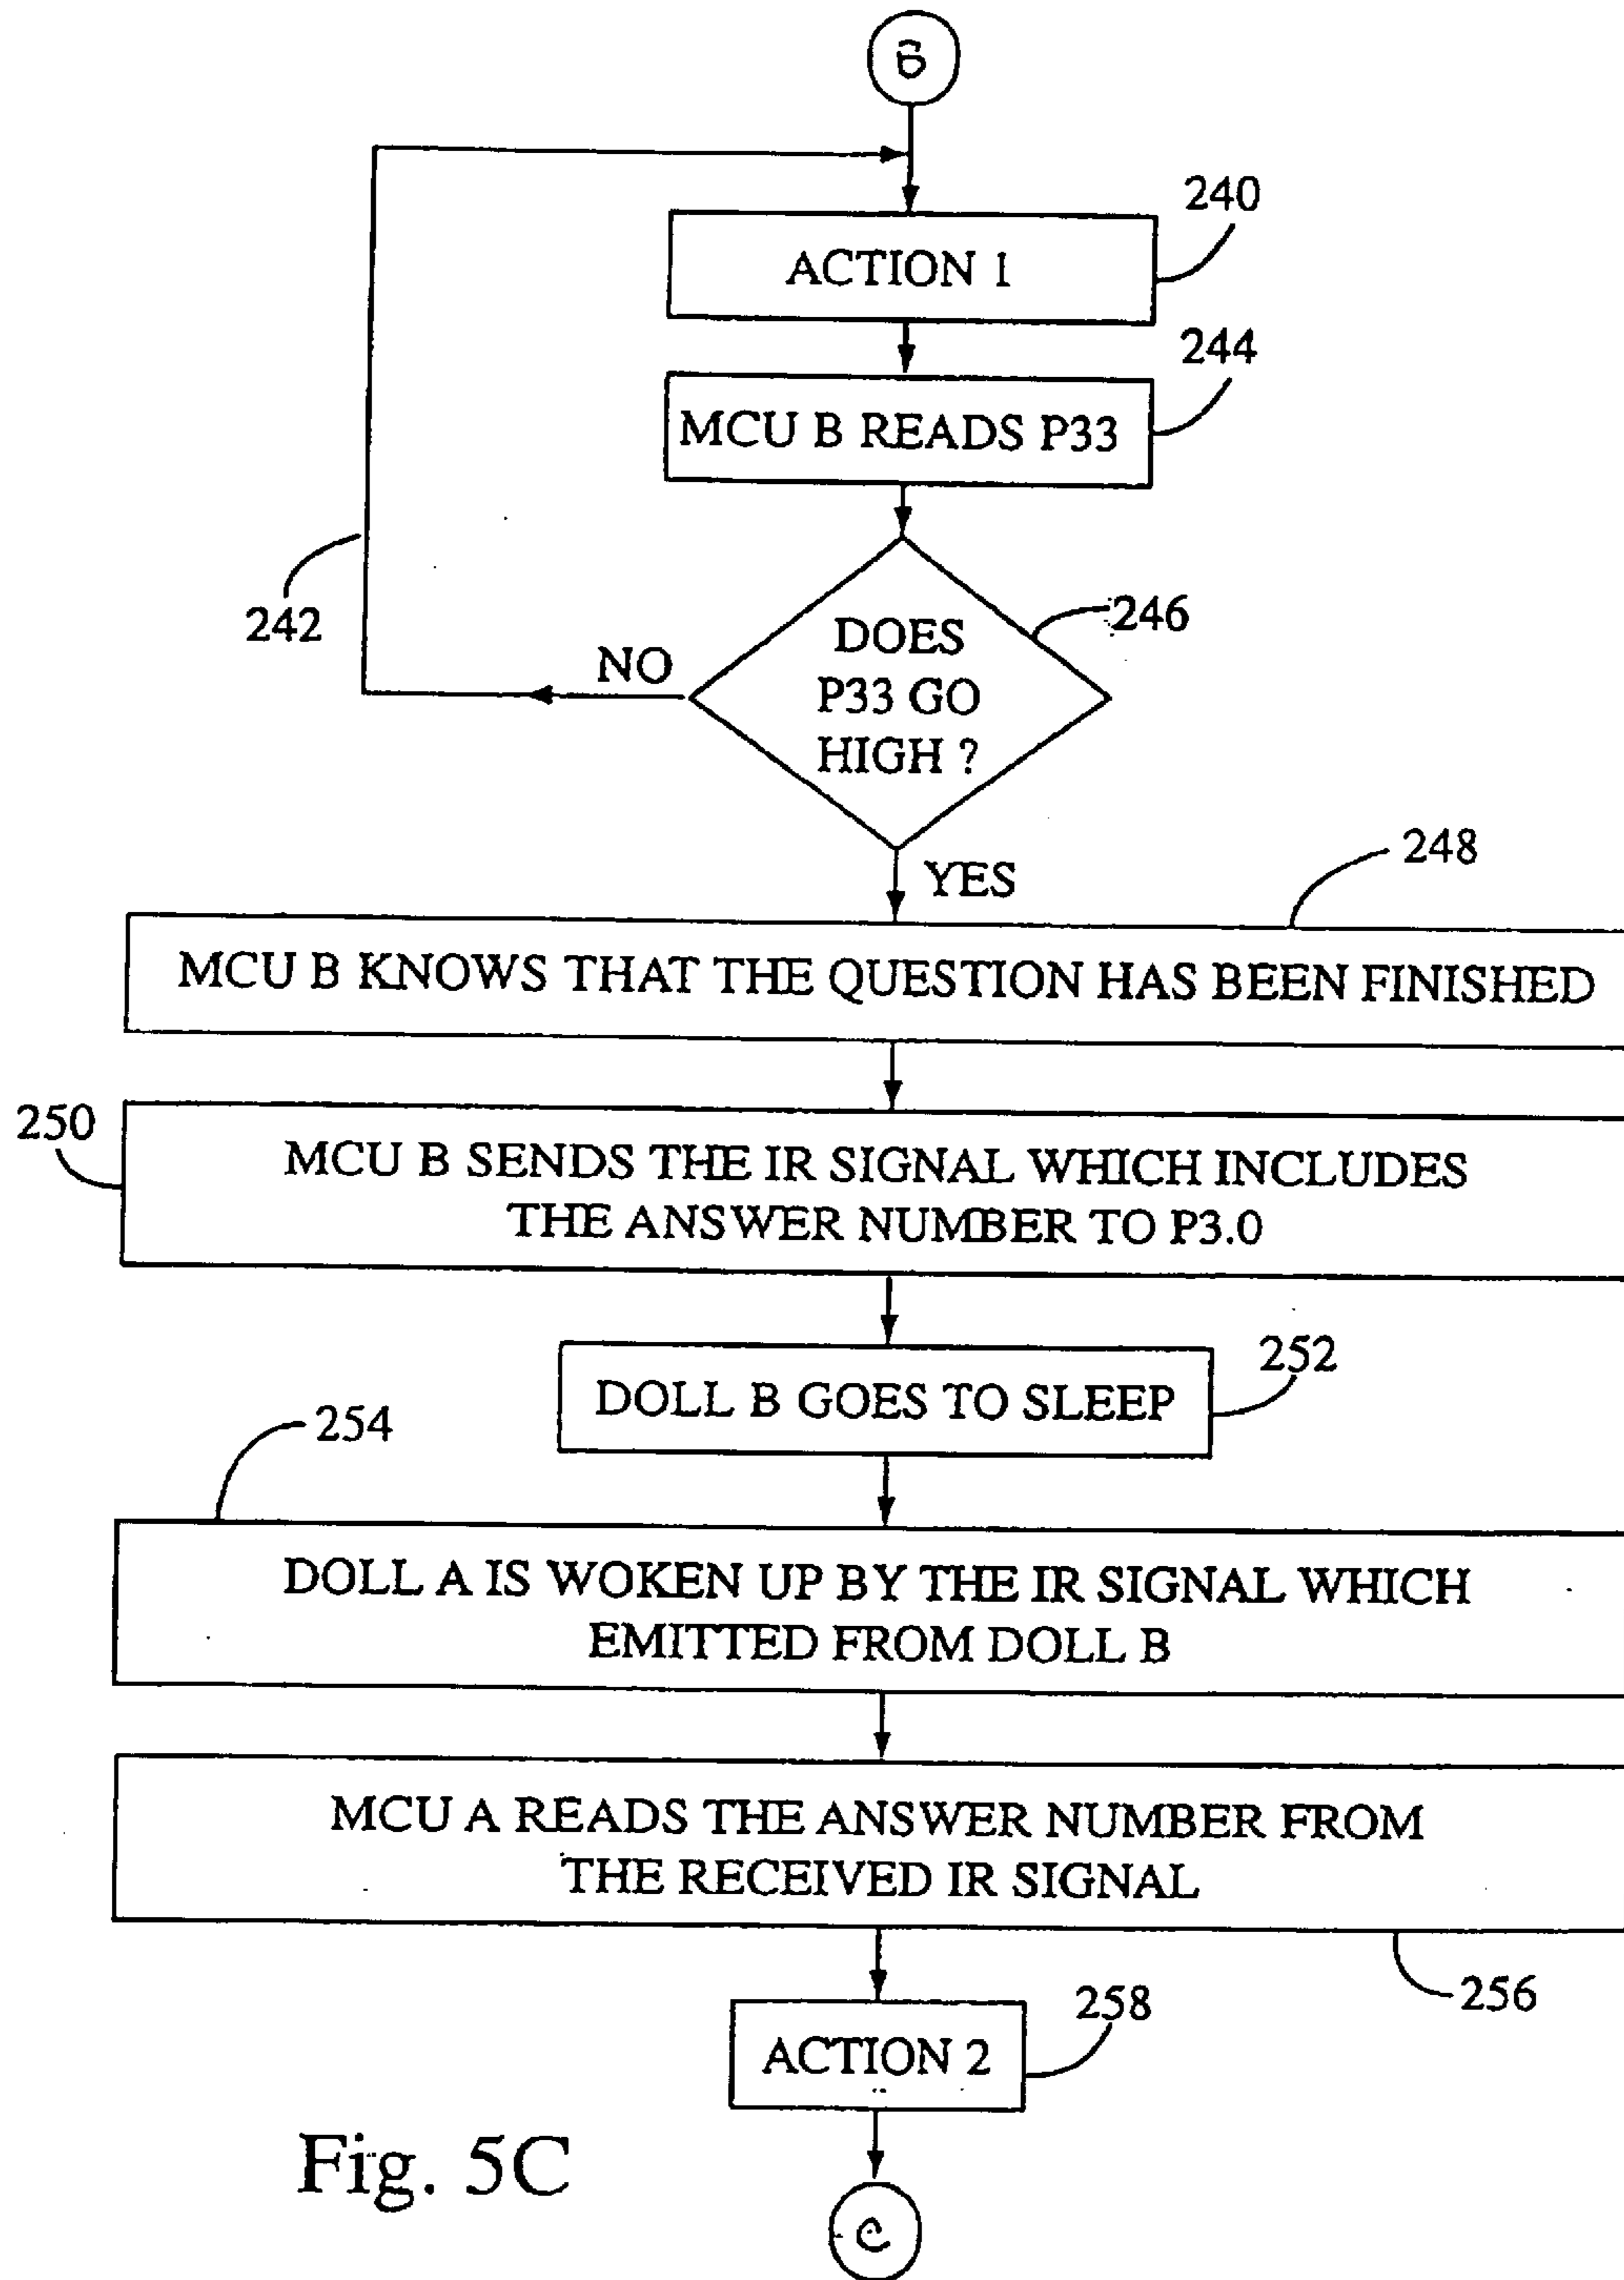 B
240
ACTION 1
244
MCU B READS P33
242
246
DOES
P33 GO
HIGH ?
NO
YES
248
MCU B KNOWS THAT THE QUESTION HAS BEEN FINISHED
250
MCU B SENDS THE IR SIGNAL WHICH INCLUDES
THE ANSWER NUMBER TO P3.0
252
DOLL B GOES TO SLEEP
254
DOLL A IS WOKEN UP BY THE IR SIGNAL WHICH
EMITTED FROM DOLL B
MCU A READS THE ANSWER NUMBER FROM
THE RECEIVED IR SIGNAL
256
258
ACTION 2
Fig. 5C
C